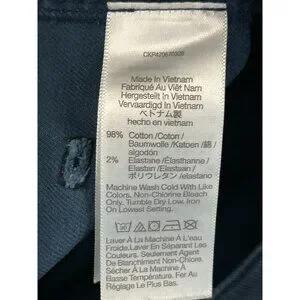 Made In Vietnam
Fabriqué Au Viêt Nam
Hergestellt In Vietnam
Vervaardigd In Vietnam
ベトナム製
hecho en vietnam
98% Cotton /Coton /
Baumwolle /Katoen / 綿 /
algodón
2% Elastane /Élasthanne /
Elastan /Elastaan /
ポリウレタン / elastano
Machine Wash Cold With Like
Colors. Non-Chlorine Bleach
Only. Tumble Dry Low. Iron
On Lowest Setting.
Laver À La Machine À L'eau
Froide.Laver En Séparant Les
Couleurs. Seulement Agent
De Blanchiment Non-Chloré.
Sécher À La Machine À
Basse Température. Fer Au
Réglage Le Plus Bas.